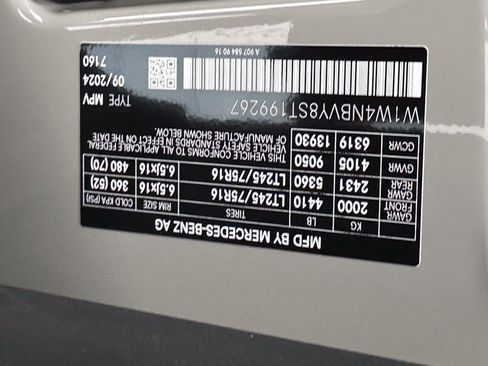 MFD BY MERCEDES-BENZ AG
KG LB TIRES RIM SIZE COLD KPA (PSI)
GAWR FRONT 2000 4410 LT245/75R16 6,5x16 360 (52)
GAWR REAR 2431 5360 LT245/75R16 6,5x16 480 (70)
GVWR 4105 9050
GCWR 6319 13930
THIS VEHICLE CONFORMS TO ALL APPLICABLE FEDERAL
VEHICLE SAFETY STANDARDS IN EFFECT ON THE DATE
OF MANUFACTURE SHOWN BELOW.
W1W4NBVY8ST199267
TYPE MPV
09/2024
7160
A 907 584 90 16